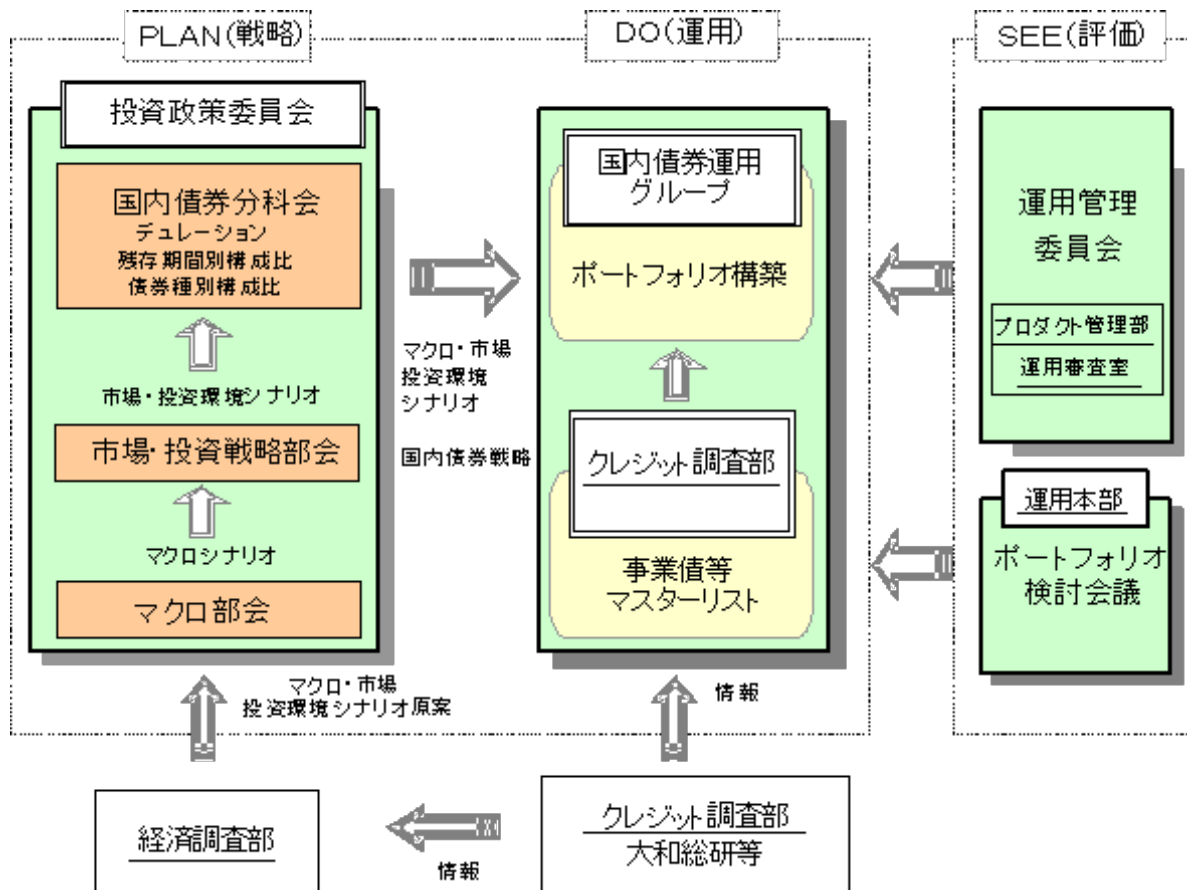 PLAN(戦略)
投資政策委員会
国内債券分科会
デュレーション
残存期間別構成比
債券種別構成比
市場・投資環境シナリオ
市場・投資戦略部会
マクロシナリオ
マクロ部会
マクロ・市場
投資環境
シナリオ
国内債券戦略
DO(運用)
国内債券運用
グループ
ポートフォリオ構築
クレジット調査部
事業債等
マスターリスト
SEE(評価)
運用管理
委員会
プロダクト管理部
運用審査室
運用本部
ポートフォリオ
検討会議
マクロ・市場
投資環境シナリオ原案
情報
経済調査部
情報
クレジット調査部
大和総研等